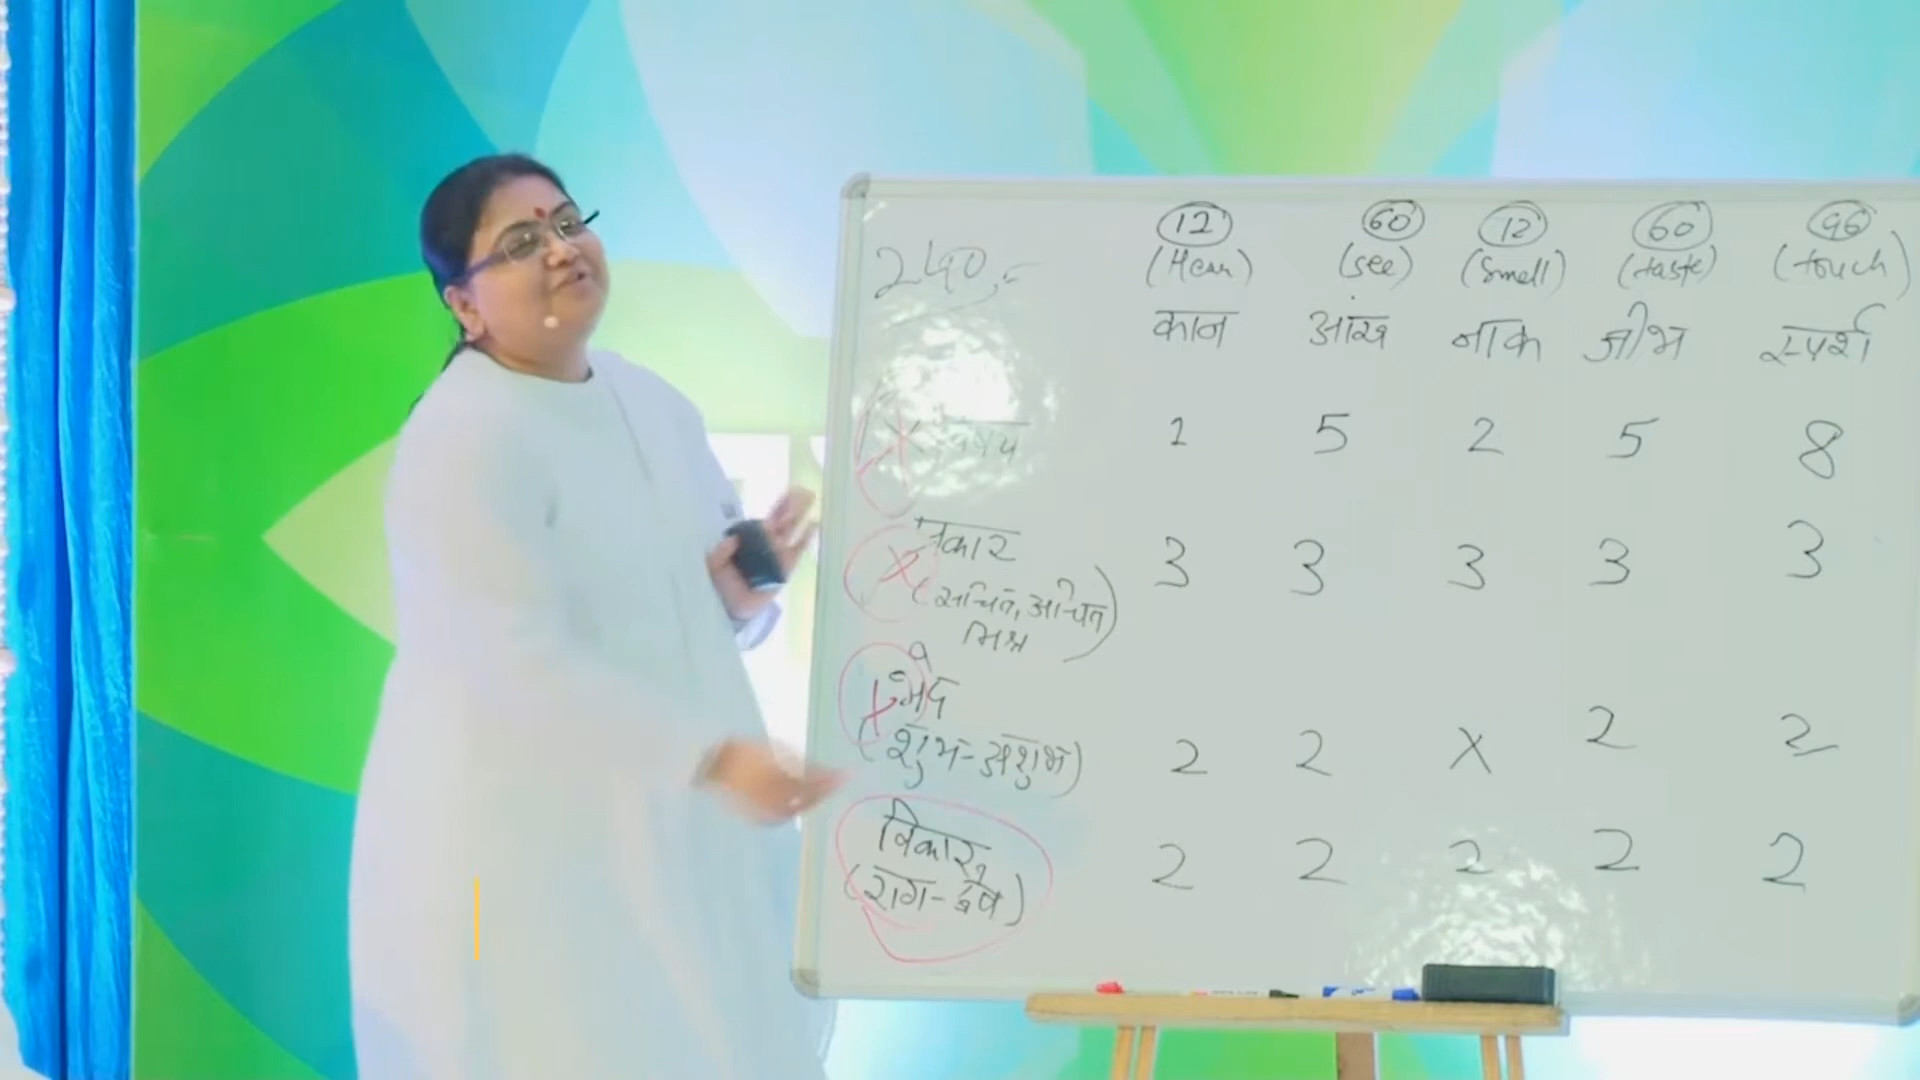 12 60 12 60 96
240
(Hear) (see) (smell) (taste) (touch)
कान आंख नाक जीभ स्पर्श
1 5 2 5 8
प्रकार 3 3 3 3 3
(सचित, अचित
मिश्र)
भेद
(शुभ-अशुभ) 2 2 X 2 2
विकार 2 2 2 2 2
(राग-द्वेष)